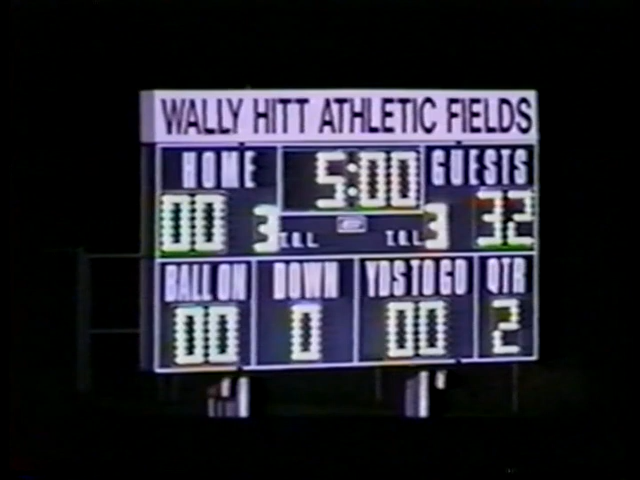 WALLY HITT ATHLETIC FIELDS
HOME 5:00 GUESTS
00 3 T.O.L. T.O.L. 3 32
BALL ON DOWN YDS TO GO QTR
00 0 00 2